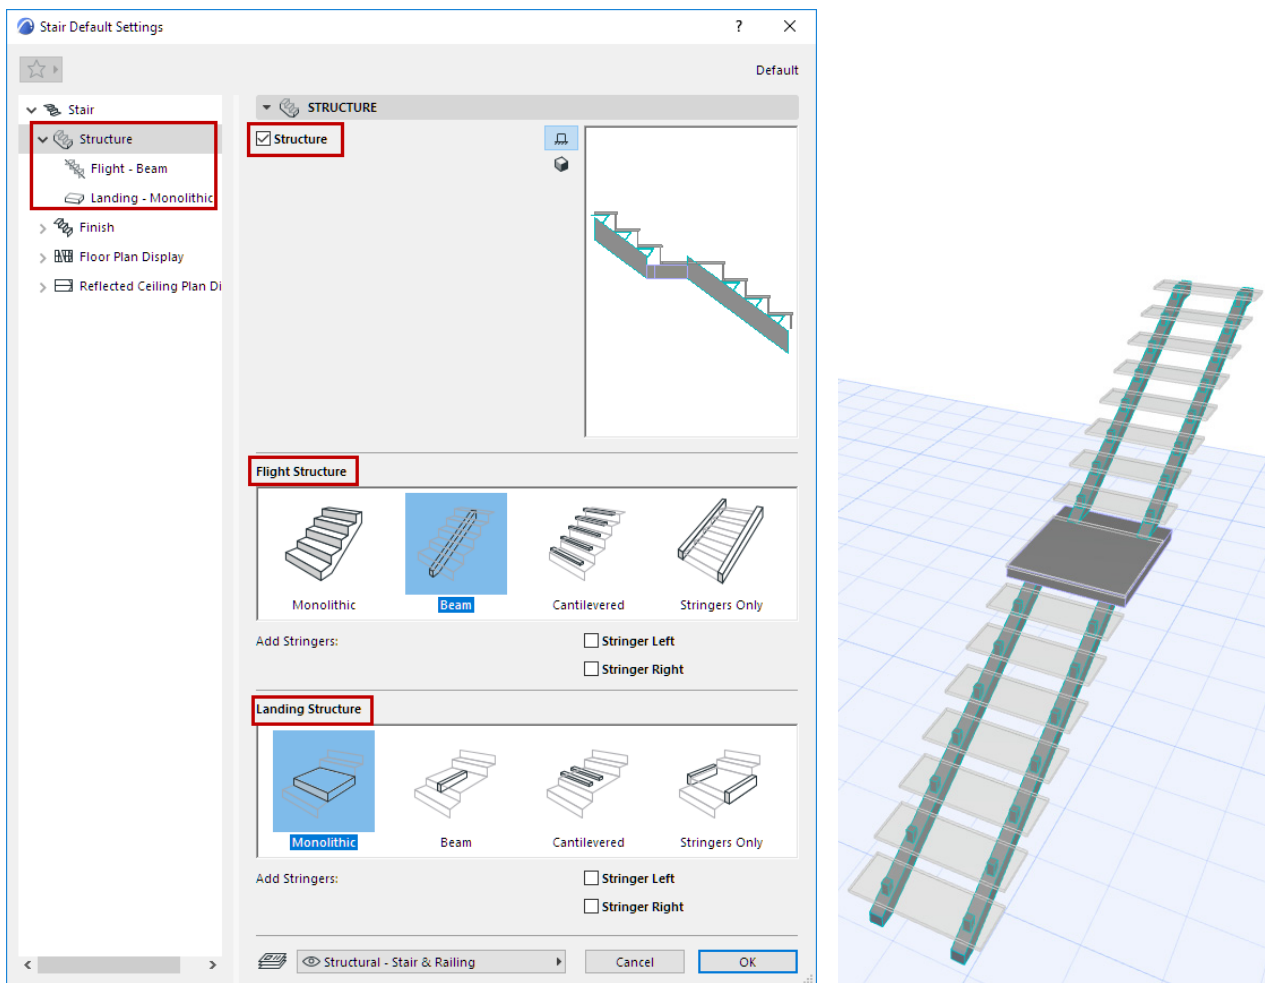 Stair Default Settings
?
Default
Stair
Structure
Flight - Beam
Landing - Monolithic
Finish
Floor Plan Display
Reflected Ceiling Plan Di
STRUCTURE
Structure
Flight Structure
Monolithic
Beam
Cantilevered
Stringers Only
Add Stringers:
Stringer Left
Stringer Right
Landing Structure
Monolithic
Beam
Cantilevered
Stringers Only
Add Stringers:
Stringer Left
Stringer Right
Structural - Stair & Railing
Cancel
OK